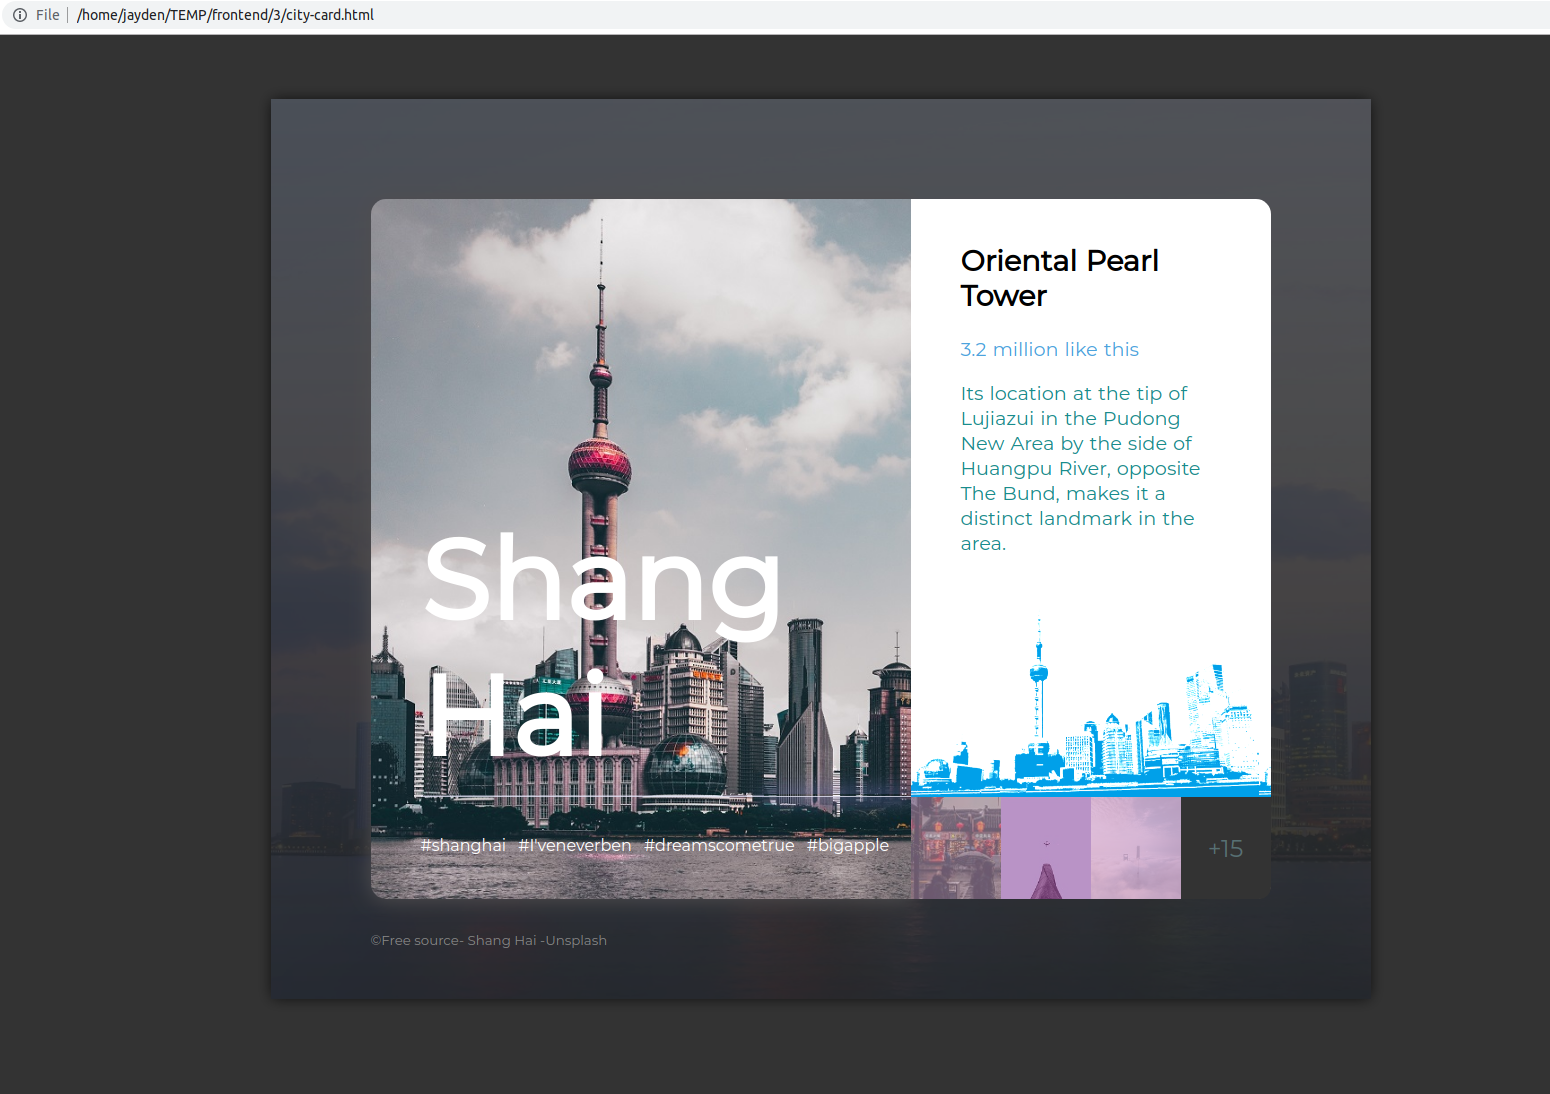 File
/home/jayden/TEMP/frontend/3/city-card.html
Shang
Hai
#shanghai #I'veneverben #dreamscometrue #bigapple
Oriental Pearl
Tower
3.2 million like this
Its location at the tip of
Lujiazui in the Pudong
New Area by the side of
Huangpu River, opposite
The Bund, makes it a
distinct landmark in the
area.
+15
©Free source- Shang Hai -Unsplash